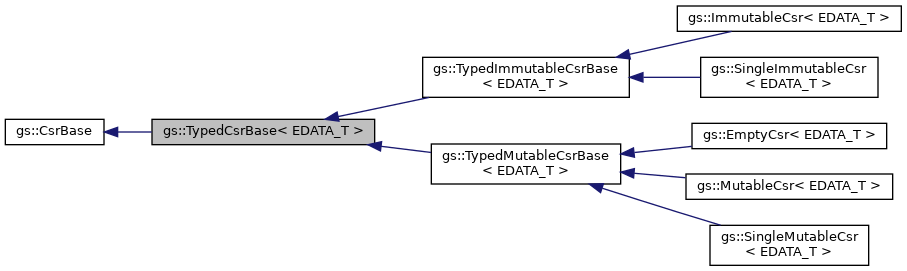 gs::CsrBase
gs::TypedCsrBase< EDATA_T >
gs::TypedImmutableCsrBase
< EDATA_T >
gs::ImmutableCsr< EDATA_T >
gs::SingleImmutableCsr
< EDATA_T >
gs::TypedMutableCsrBase
< EDATA_T >
gs::EmptyCsr< EDATA_T >
gs::MutableCsr< EDATA_T >
gs::SingleMutableCsr
< EDATA_T >